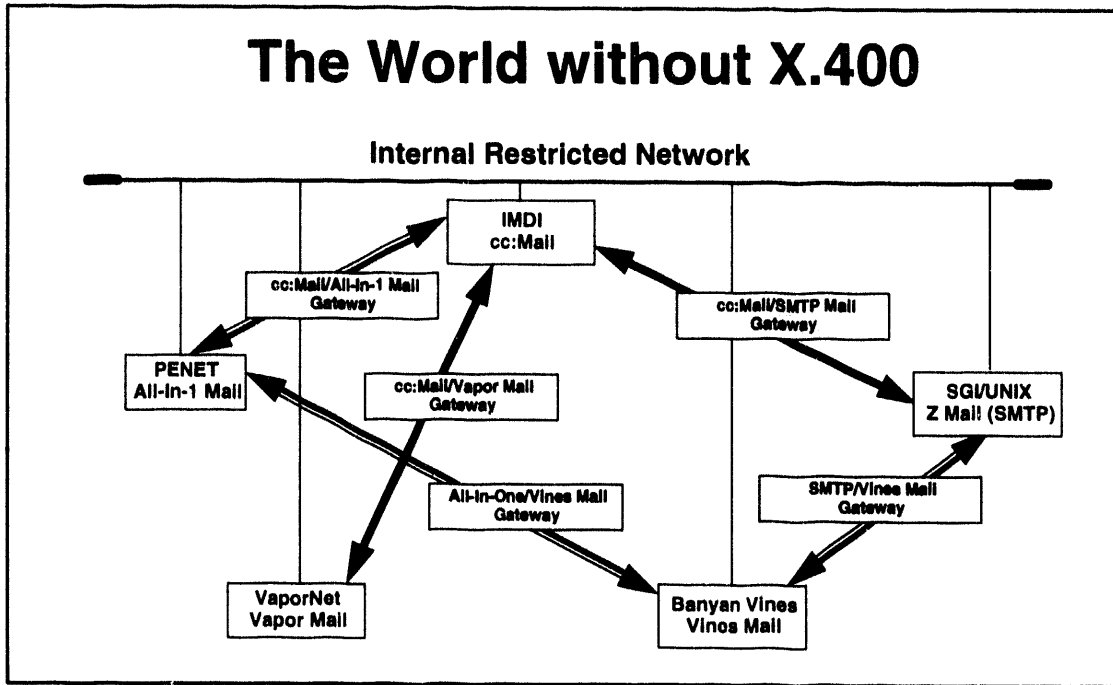 The World without X.400
Internal Restricted Network
IMDI
cc:Mail
cc:Mail/All-In-1 Mail
Gateway
cc:Mail/SMTP Mail
Gateway
PENET
All-In-1 Mail
cc:Mail/Vapor Mail
Gateway
SGI/UNIX
Z Mail (SMTP)
All-In-One/Vines Mail
Gateway
SMTP/Vines Mail
Gateway
VaporNet
Vapor Mail
Banyan Vines
Vines Mail